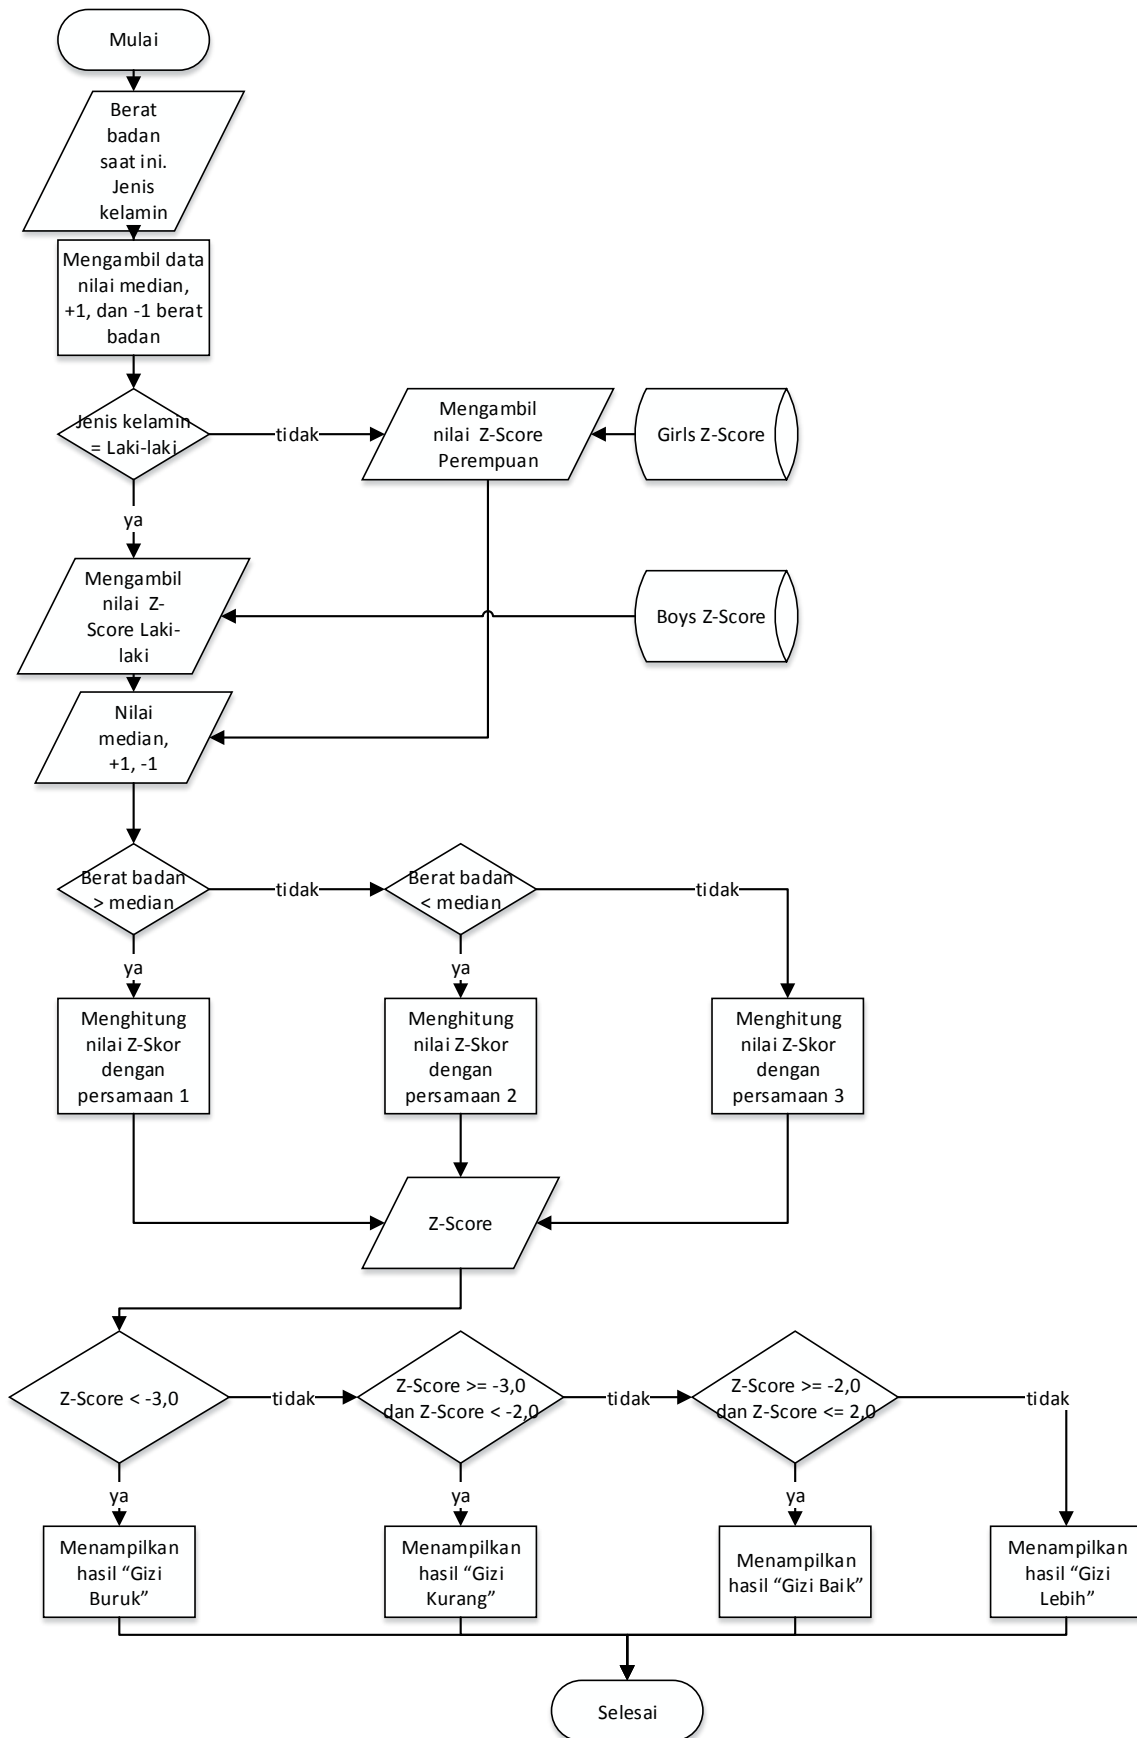 Mulai
Berat
badan
saat ini.
Jenis
kelamin
Mengambil data
nilai median,
+1, dan -1 berat
badan
Jenis kelamin
= Laki-laki
tidak
Mengambil
nilai Z-Score
Perempuan
Girls Z-Score
ya
Mengambil
nilai Z-
Score Laki-
laki
Boys Z-Score
Nilai
median,
+1, -1
Berat badan
> median
tidak
Berat badan
< median
tidak
ya
ya
Menghitung
nilai Z-Skor
dengan
persamaan 1
Menghitung
nilai Z-Skor
dengan
persamaan 2
Menghitung
nilai Z-Skor
dengan
persamaan 3
Z-Score
Z-Score < -3,0
tidak
Z-Score >= -3,0
dan Z-Score < -2,0
tidak
Z-Score >= -2,0
dan Z-Score <= 2,0
tidak
ya
ya
ya
Menampilkan
hasil “Gizi
Buruk”
Menampilkan
hasil “Gizi
Kurang”
Menampilkan
hasil “Gizi Baik”
Menampilkan
hasil “Gizi
Lebih”
Selesai